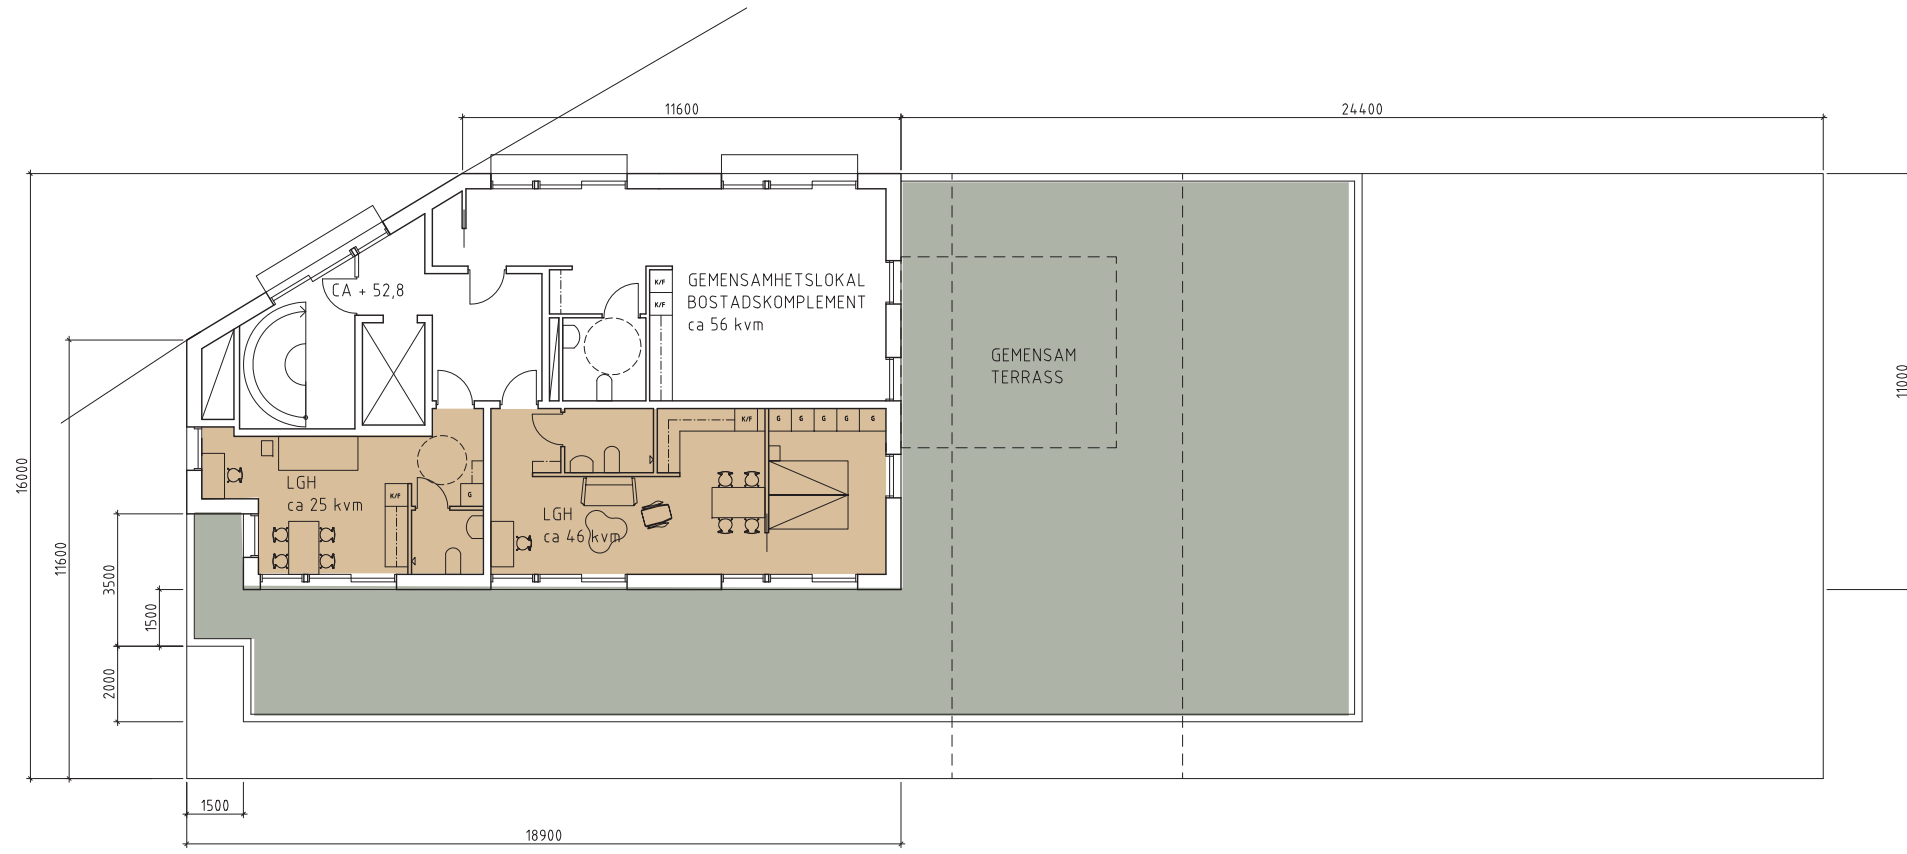 11600
24400
CA + 52,8
K/F
K/F
GEMENSAMHETSLOKAL
BOSTADSKOMPLEMENT
ca 56 kvm
GEMENSAM
TERRASS
11000
K/F
G
G
G
G
G
16000
11600
3500
1500
2000
LGH
ca 25 kvm
K/F
G
LGH
ca 46 kvm
1500
18900